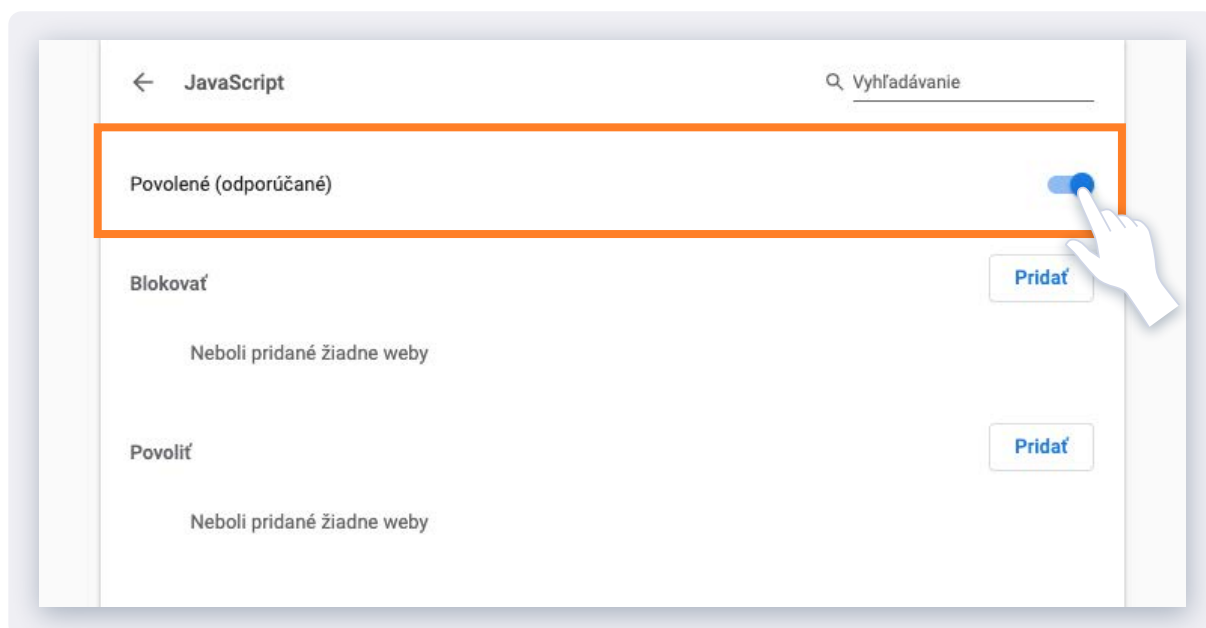 JavaScript
Vyhľadávanie
Povolené (odporúčané)
Blokovať
Pridať
Neboli pridané žiadne weby
Povoliť
Pridať
Neboli pridané žiadne weby